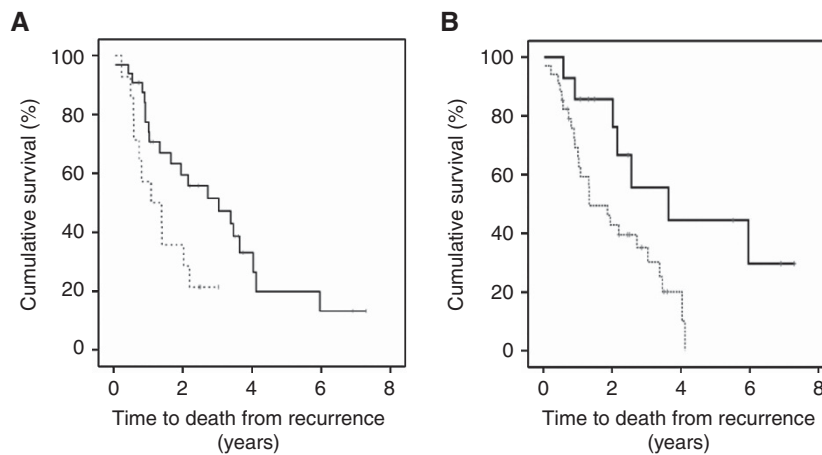 A
Cumulative survival (%)
100
80
60
40
20
0
0 2 4 6 8
Time to death from recurrence
(years)
B
Cumulative survival (%)
100
80
60
40
20
0
0 2 4 6 8
Time to death from recurrence
(years)